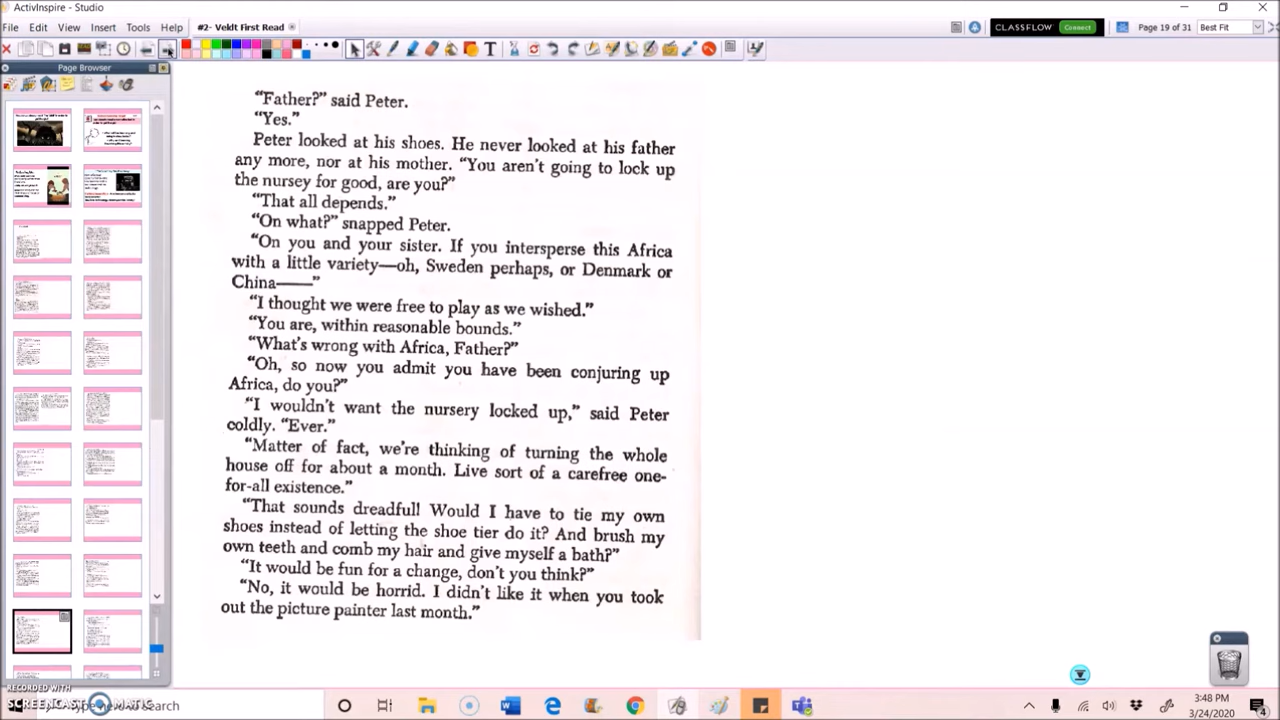 ActivInspire - Studio
File Edit View Insert Tools Help #2- Veldt First Read CLASSFLOW Connect Page 19 of 31 Best Fit
Page Browser
“Father?” said Peter.
“Yes.”
Peter looked at his shoes. He never looked at his father
any more, nor at his mother. “You aren’t going to lock up
the nursey for good, are you?”
“That all depends.”
“On what?” snapped Peter.
“On you and your sister. If you intersperse this Africa
with a little variety—oh, Sweden perhaps, or Denmark or
China——”
“I thought we were free to play as we wished.”
“You are, within reasonable bounds.”
“What’s wrong with Africa, Father?”
“Oh, so now you admit you have been conjuring up
Africa, do you?”
“I wouldn’t want the nursery locked up,” said Peter
coldly. “Ever.”
“Matter of fact, we’re thinking of turning the whole
house off for about a month. Live sort of a carefree one-
for-all existence.”
“That sounds dreadful! Would I have to tie my own
shoes instead of letting the shoe tier do it? And brush my
own teeth and comb my hair and give myself a bath?”
“It would be fun for a change, don’t you think?”
“No, it would be horrid. I didn’t like it when you took
out the picture painter last month.”
RECORDED WITH
SCREENCAST MATIC
here to search
3:48 PM
3/24/2020